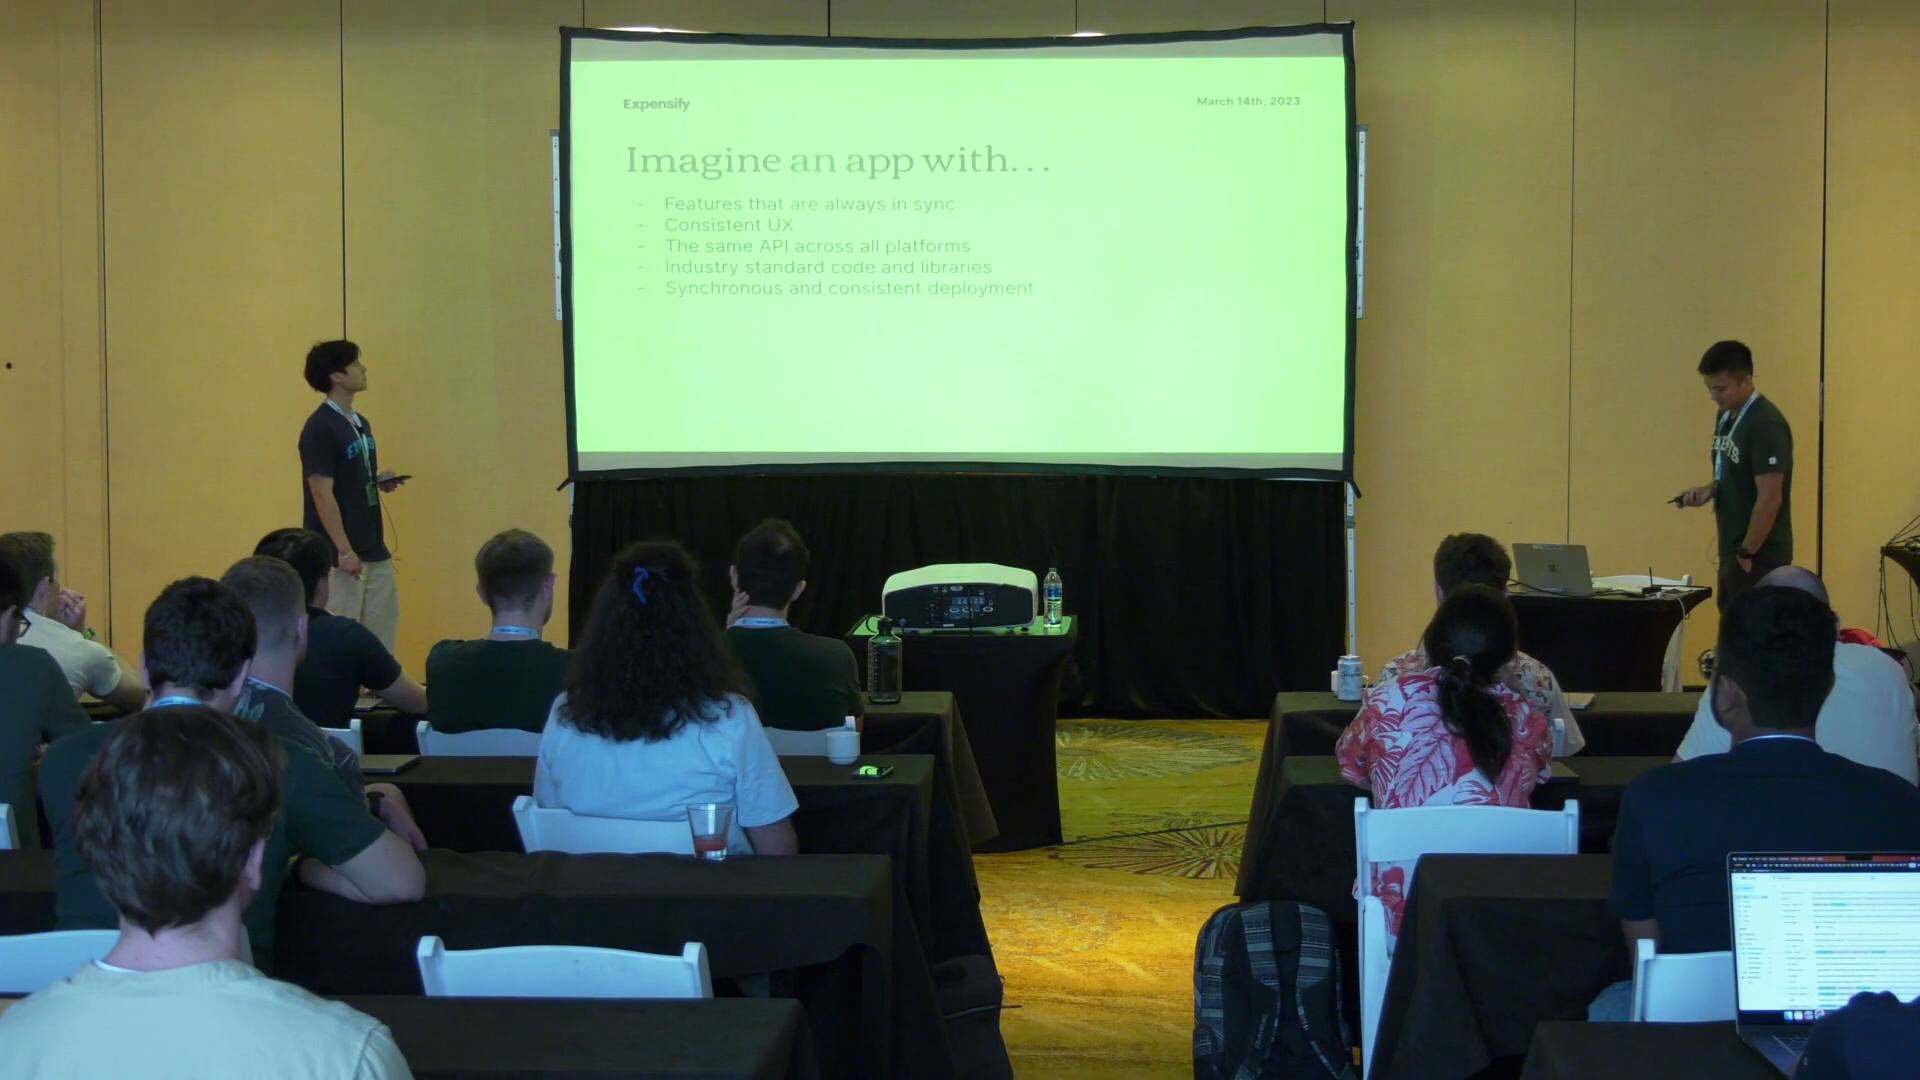 Expensify
March 14th, 2023
Imagine an app with...
- Features that are always in sync
- Consistent UX
- The same API across all platforms
- Industry standard code and libraries
- Synchronous and consistent deployment